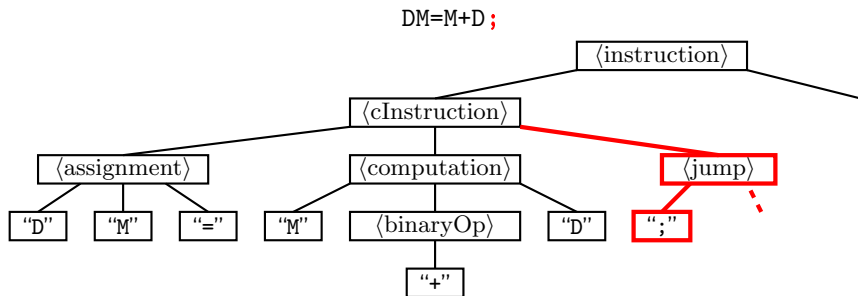 DM=M+D;
⟨instruction⟩
⟨cInstruction⟩
⟨assignment⟩ ⟨computation⟩ ⟨jump⟩
“D” “M” “=” “M” ⟨binaryOp⟩ “D” “;”
“+”